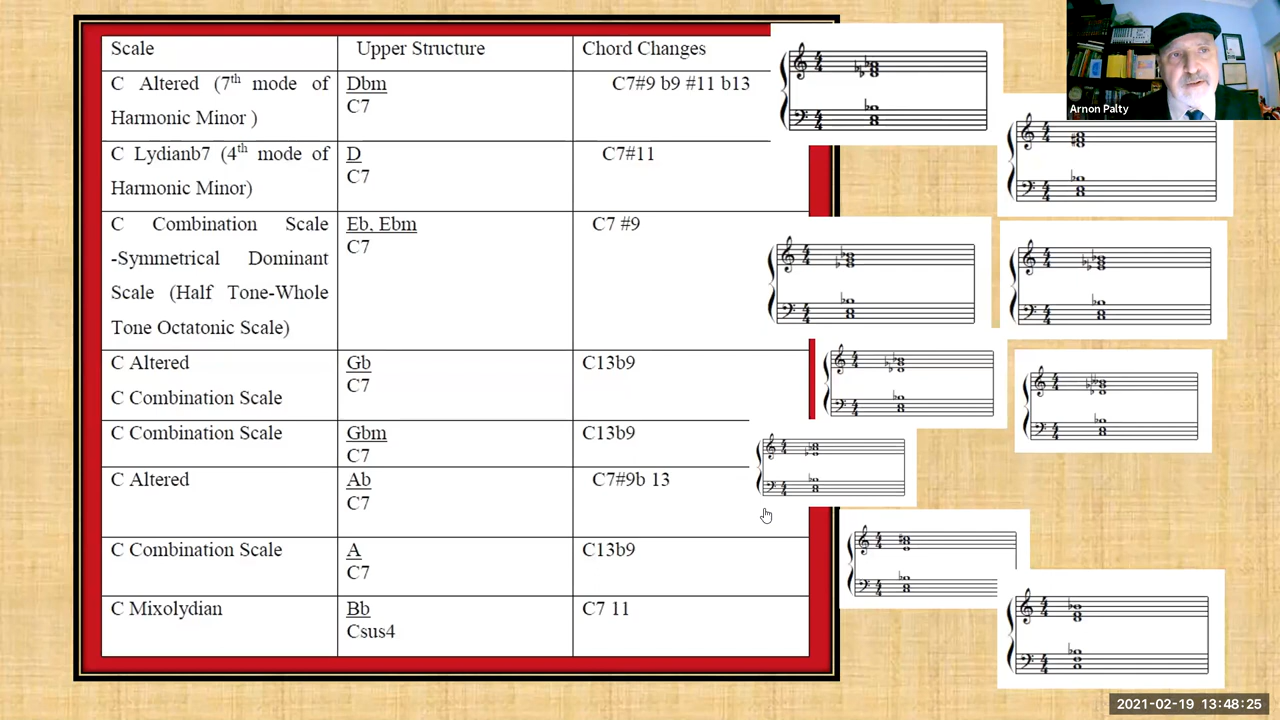 Scale Upper Structure Chord Changes
C Altered (7th mode of Dbm C7#9 b9 #11 b13
Harmonic Minor ) C7
C Lydianb7 (4th mode of D C7#11
Harmonic Minor) C7
C Combination Scale Eb, Ebm C7 #9
-Symmetrical Dominant C7
Scale (Half Tone-Whole
Tone Octatonic Scale)
C Altered Gb C13b9
C Combination Scale C7
C Combination Scale Gbm C13b9
C7
C Altered Ab C7#9b 13
C7
C Combination Scale A C13b9
C7
C Mixolydian Bb C7 11
Csus4
Arnon Palty
2021-02-19 13:48:25